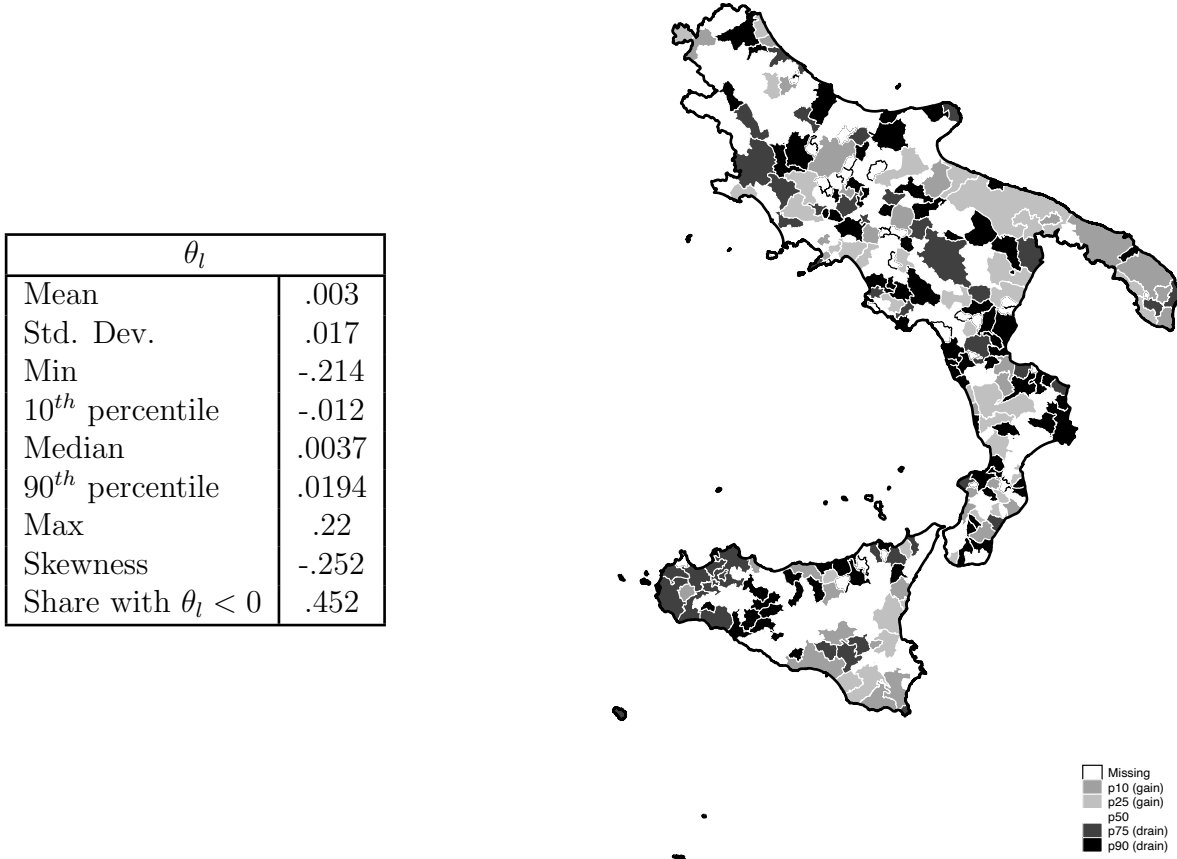 θ_l
Mean .003
Std. Dev. .017
Min -.214
10^th percentile -.012
Median .0037
90^th percentile .0194
Max .22
Skewness -.252
Share with θ_l < 0 .452
Missing
p10 (gain)
p25 (gain)
p50
p75 (drain)
p90 (drain)